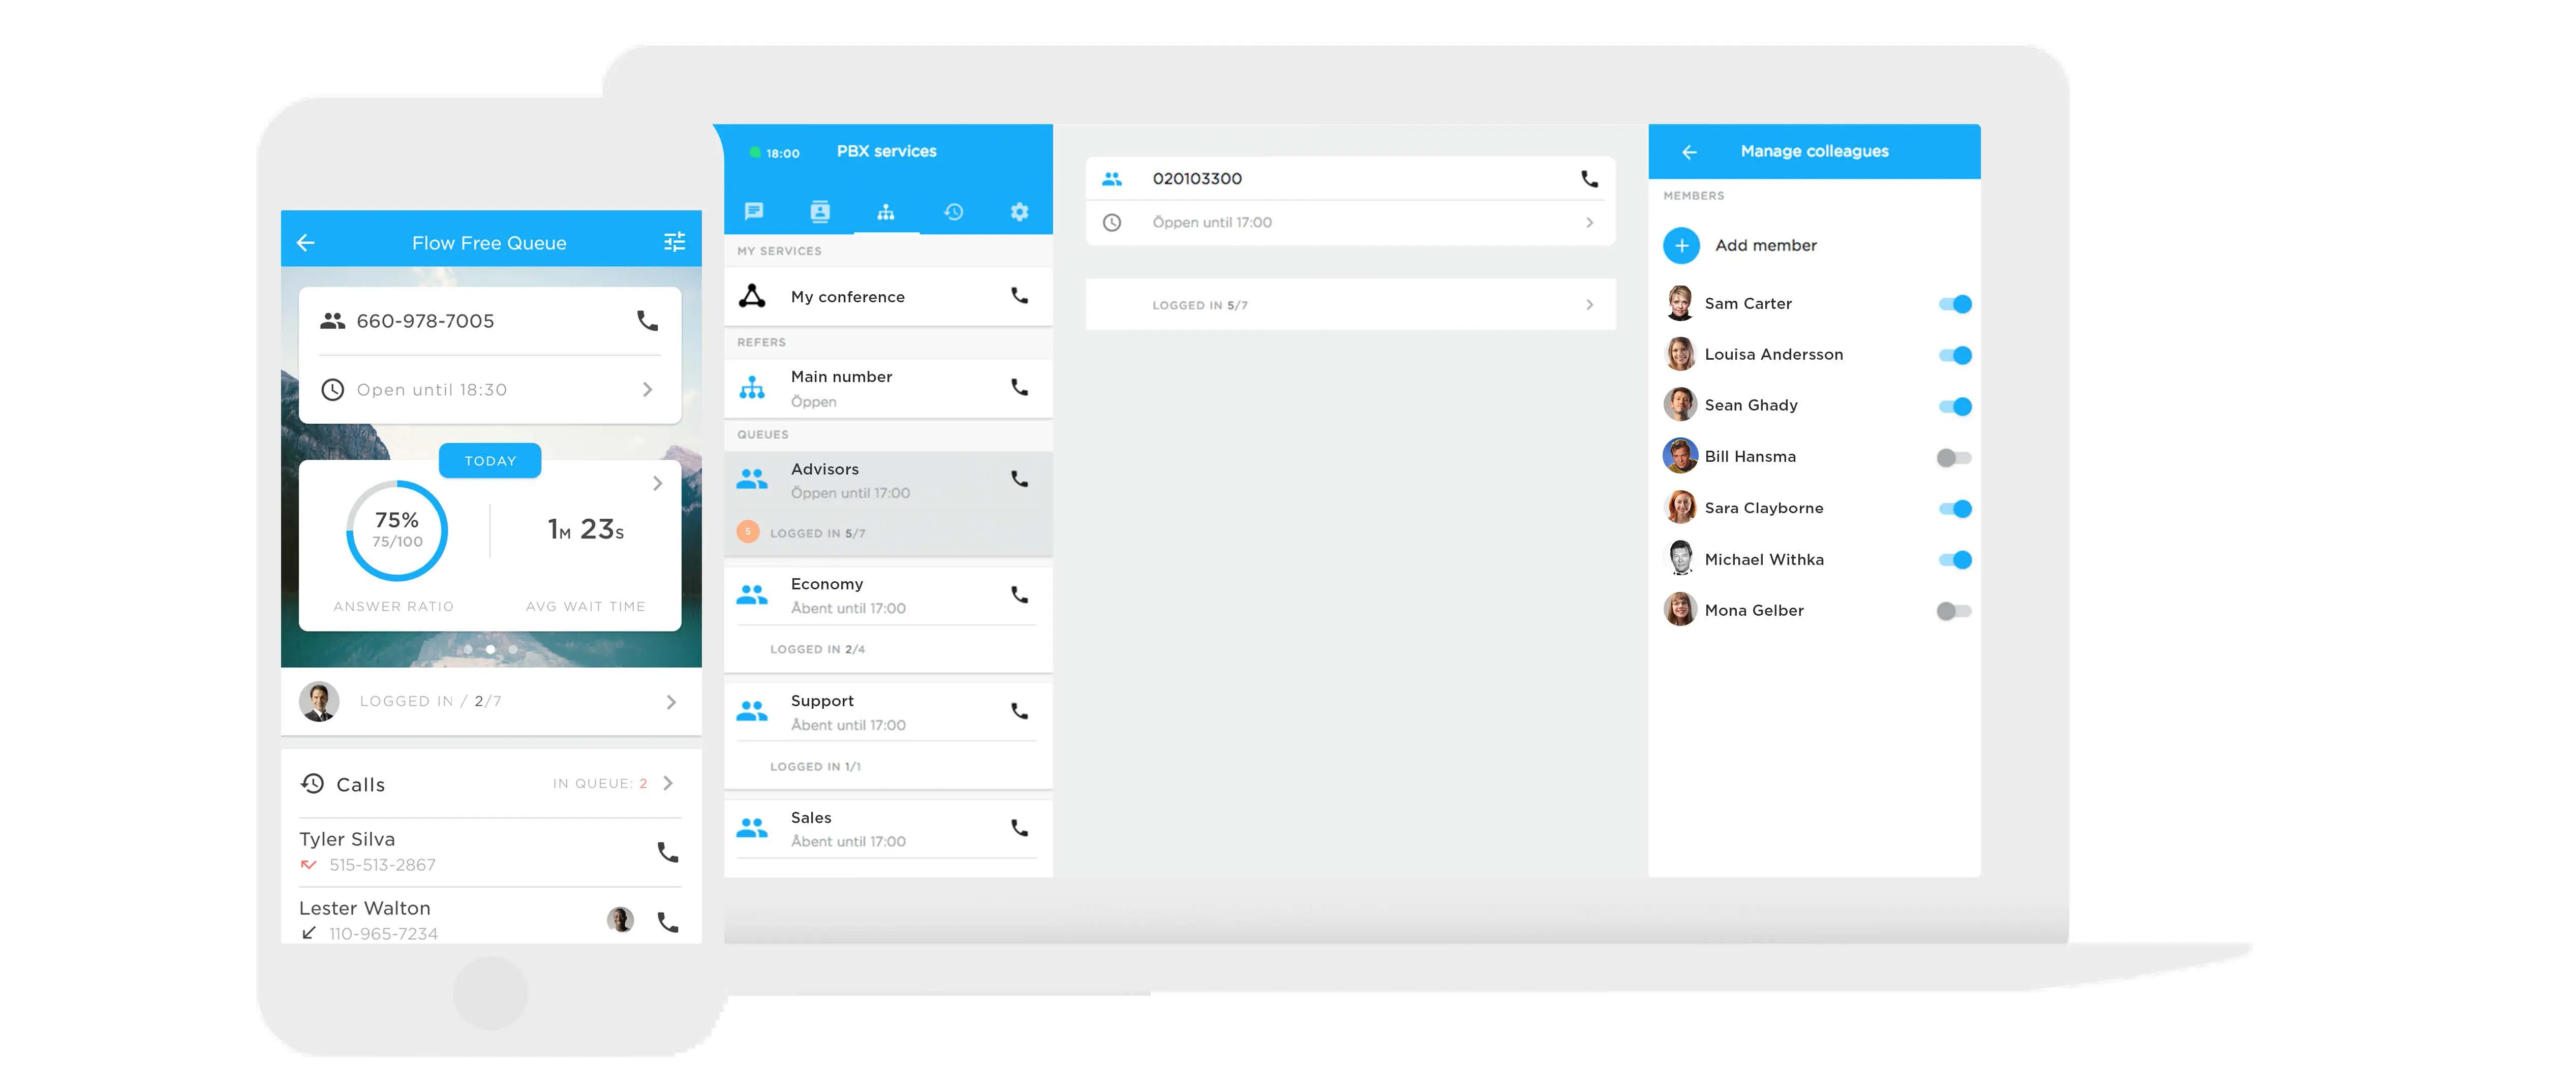 Flow Free Queue
660-978-7005
Open until 18:30
TODAY
75%
75/100
1M 23S
ANSWER RATIO
AVG WAIT TIME
LOGGED IN / 2/7
Calls
IN QUEUE: 2
Tyler Silva
515-513-2867
Lester Walton
110-965-7234
18:00
PBX services
MY SERVICES
My conference
REFERS
Main number
Öppen
QUEUES
Advisors
Öppen until 17:00
5
LOGGED IN 5/7
Economy
Åbent until 17:00
LOGGED IN 2/4
Support
Åbent until 17:00
LOGGED IN 1/1
Sales
Åbent until 17:00
020103300
Öppen until 17:00
LOGGED IN 5/7
Manage colleagues
MEMBERS
Add member
Sam Carter
Louisa Andersson
Sean Ghady
Bill Hansma
Sara Clayborne
Michael Withka
Mona Gelber